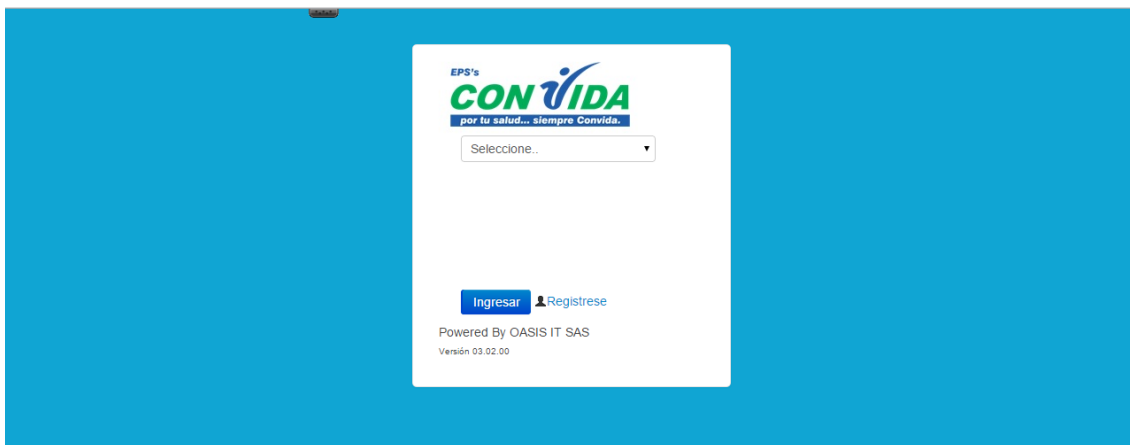 EPS's
CONVIDA
por tu salud... siempre Convida.
Seleccione..
Ingresar Registrese
Powered By OASIS IT SAS
Versión 03.02.00